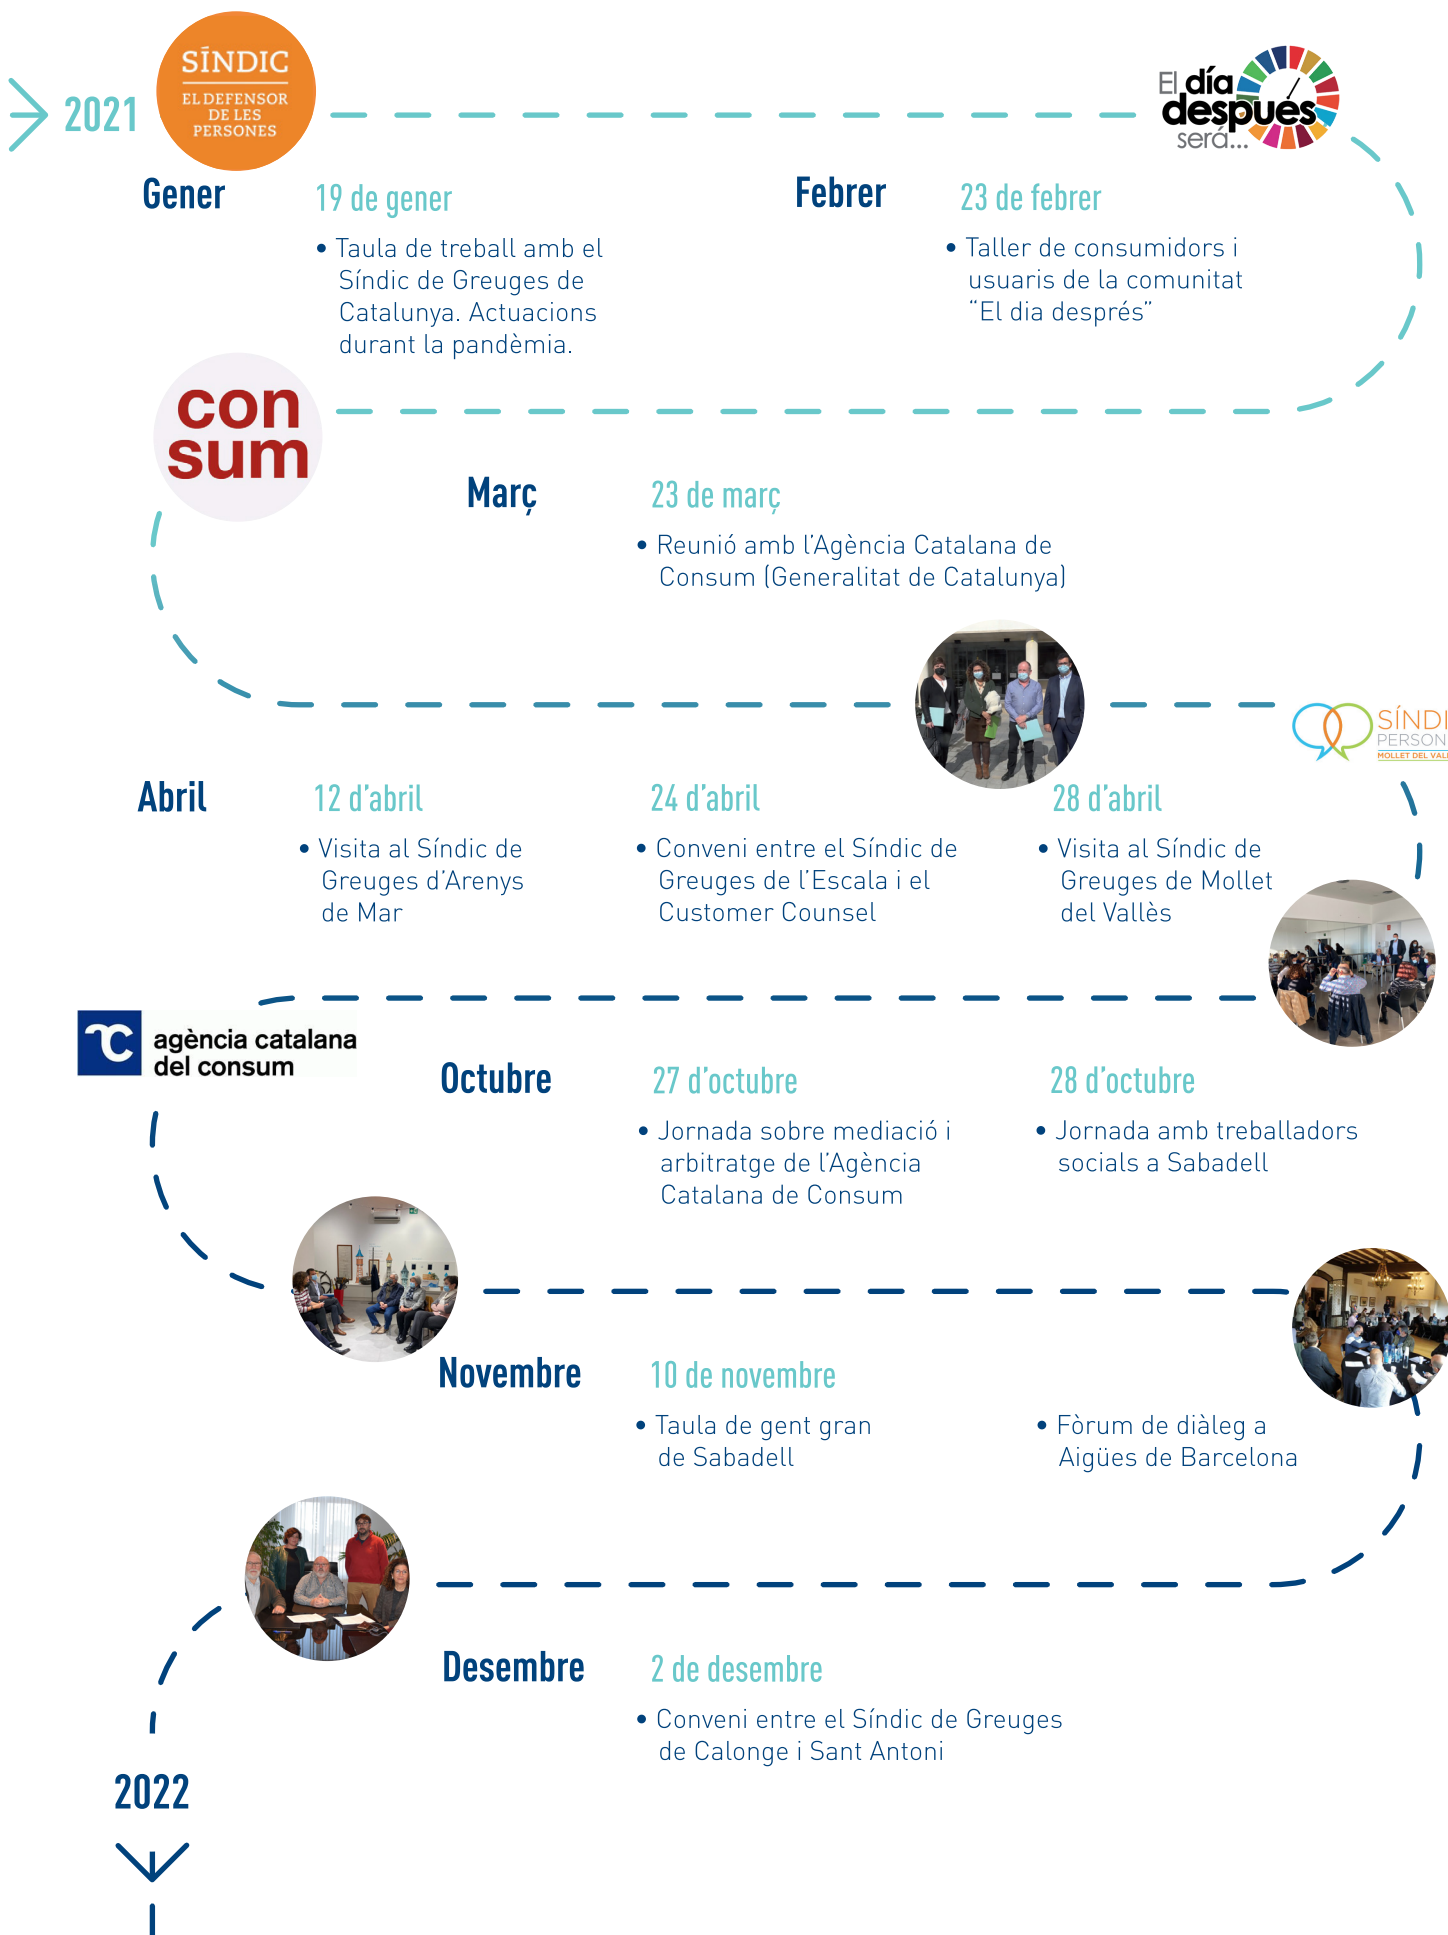 2021
SÍNDIC
EL DEFENSOR
DE LES
PERSONES
El día
después
será...
Gener
19 de gener
• Taula de treball amb el
Síndic de Greuges de
Catalunya. Actuacions
durant la pandèmia.
Febrer
23 de febrer
• Taller de consumidors i
usuaris de la comunitat
“El dia després”
con
sum
Març
23 de març
• Reunió amb l’Agència Catalana de
Consum (Generalitat de Catalunya)
SÍNDI
PERSON
MOLLET DEL VALL
Abril
12 d’abril
• Visita al Síndic de
Greuges d’Arenys
de Mar
24 d’abril
• Conveni entre el Síndic de
Greuges de l’Escala i el
Customer Counsel
28 d’abril
• Visita al Síndic de
Greuges de Mollet
del Vallès
agència catalana
del consum
Octubre
27 d’octubre
• Jornada sobre mediació i
arbitratge de l’Agència
Catalana de Consum
28 d’octubre
• Jornada amb treballadors
socials a Sabadell
Novembre
10 de novembre
• Taula de gent gran
de Sabadell
• Fòrum de diàleg a
Aigües de Barcelona
Desembre
2 de desembre
• Conveni entre el Síndic de Greuges
de Calonge i Sant Antoni
2022